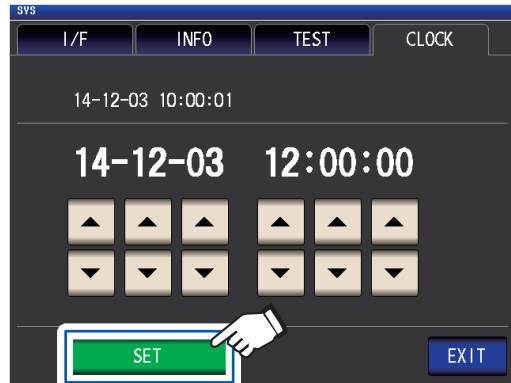 SYS
I/F INFO TEST CLOCK
14-12-03 10:00:01
14-12-03 12:00:00
SET EXIT